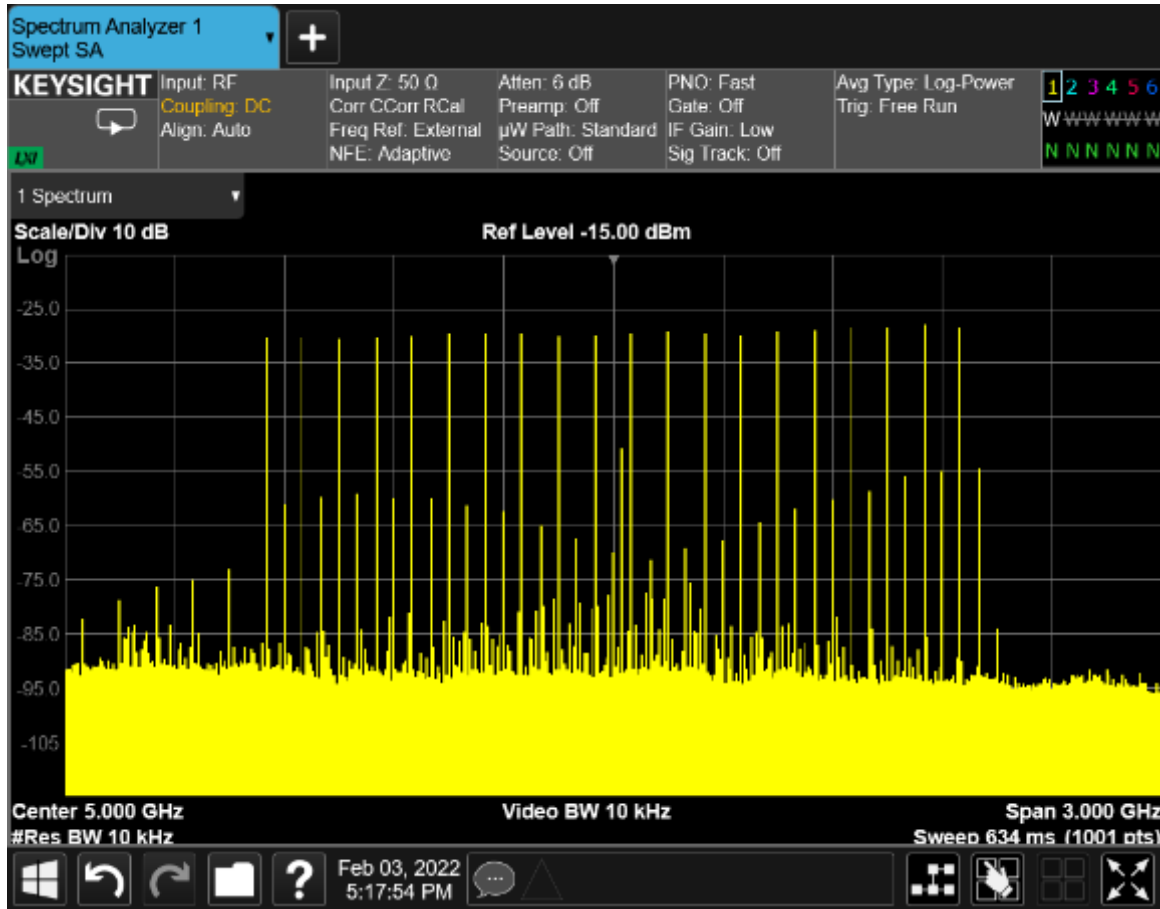 Spectrum Analyzer 1
Swept SA
KEYSIGHT
Input: RF
Coupling: DC
Align: Auto
Input Z: 50 Ω
Corr CCorr RCal
Freq Ref: External
NFE: Adaptive
Atten: 6 dB
Preamp: Off
µW Path: Standard
Source: Off
PNO: Fast
Gate: Off
IF Gain: Low
Sig Track: Off
Avg Type: Log-Power
Trig: Free Run
1 2 3 4 5 6
W W W W W W
N N N N N N
LXI
1 Spectrum
Scale/Div 10 dB
Ref Level -15.00 dBm
Log
-25.0
-35.0
-45.0
-55.0
-65.0
-75.0
-85.0
-95.0
-105
Center 5.000 GHz
Video BW 10 kHz
Span 3.000 GHz
#Res BW 10 kHz
Sweep 634 ms (1001 pts)
?
Feb 03, 2022
5:17:54 PM